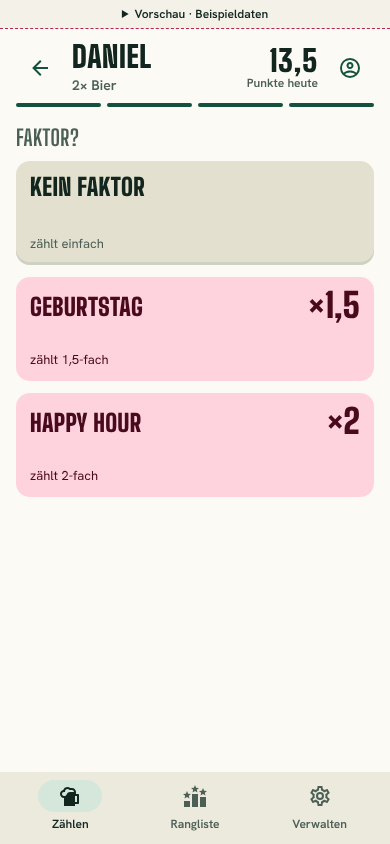 ▶ Vorschau · Beispieldaten
DANIEL
2× Bier
13,5
Punkte heute
FAKTOR?
KEIN FAKTOR
zählt einfach
GEBURTSTAG
×1,5
zählt 1,5-fach
HAPPY HOUR
×2
zählt 2-fach
Zählen
Rangliste
Verwalten